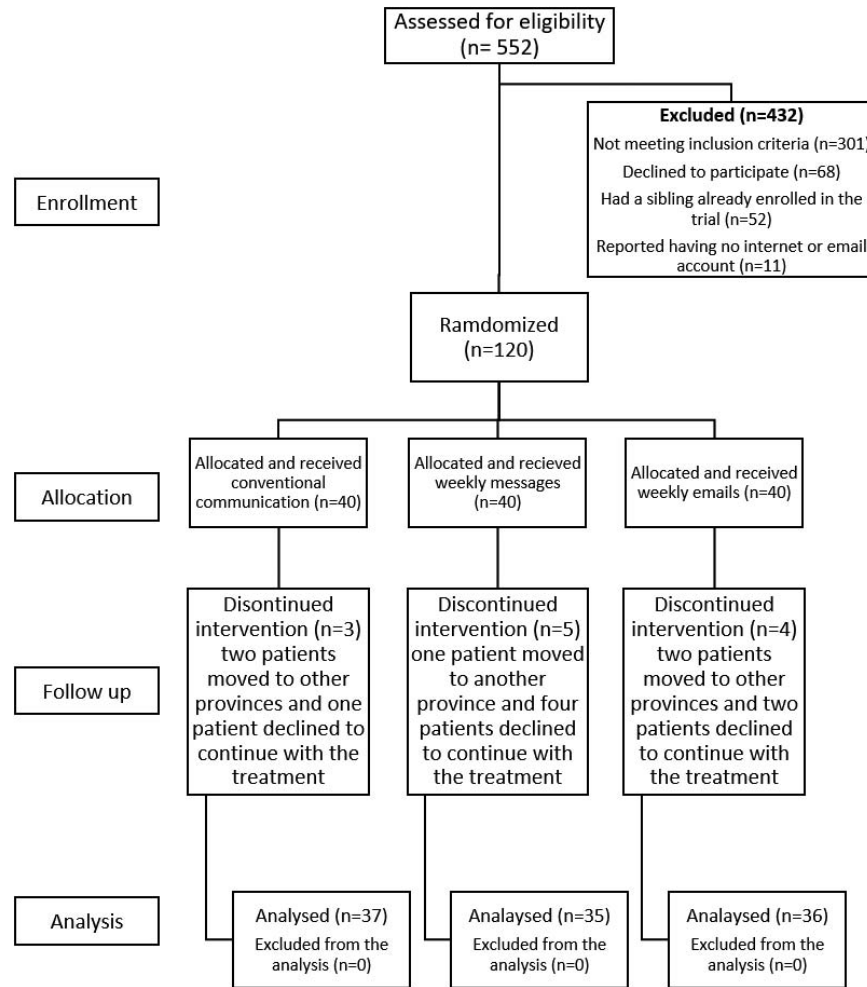 Assessed for eligibility
(n= 552)
Excluded (n=432)
Not meeting inclusion criteria (n=301)
Declined to participate (n=68)
Had a sibling already enrolled in the
trial (n=52)
Reported having no internet or email
account (n=11)
Enrollment
Ramdomized
(n=120)
Allocation
Allocated and received
conventional
communication (n=40)
Allocated and recieved
weekly messages
(n=40)
Allocated and received
weekly emails (n=40)
Follow up
Discontinued
intervention (n=3)
two patients
moved to other
provinces and one
patient declined to
continue with the
treatment
Discontinued
intervention (n=5)
one patient moved
to another
province and four
patients declined
to continue with
the treatment
Discontinued
intervention (n=4)
two patients
moved to other
provinces and two
patients declined
to continue with
the treatment
Analysis
Analysed (n=37)
Excluded from the
analysis (n=0)
Analaysed (n=35)
Excluded from the
analysis (n=0)
Analaysed (n=36)
Excluded from the
analysis (n=0)